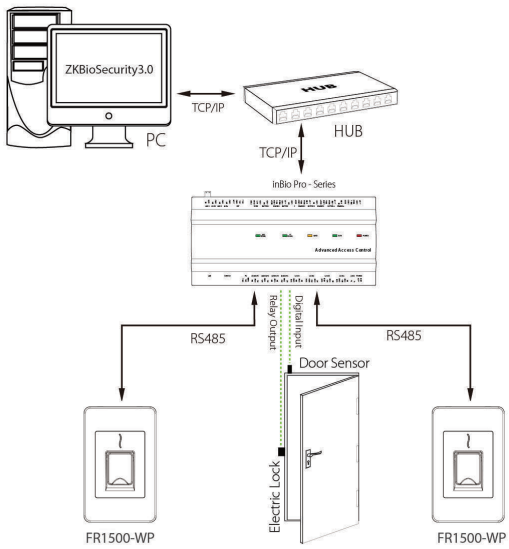 ZKBioSecurity3.0
TCP/IP
HUB
PC
HUB
TCP/IP
inBio Pro - Series
Advanced Access Control
Relay Output
Digital Input
RS485
RS485
Door Sensor
Electric Lock
FR1500-WP
FR1500-WP